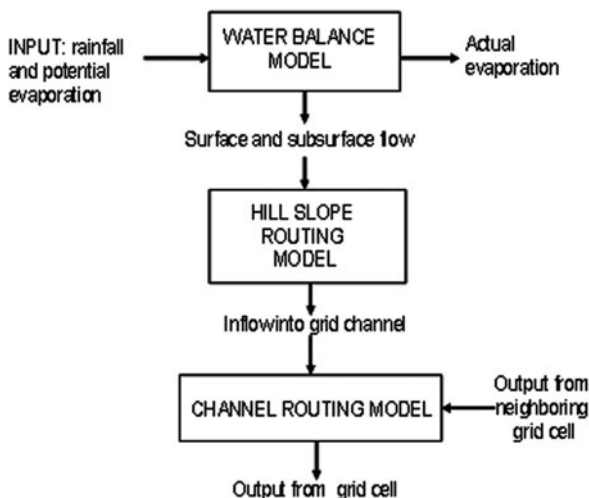 INPUT: rainfall
and potential
evaporation
WATER BALANCE
MODEL
Actual
evaporation
Surface and subsurface flow
HILL SLOPE
ROUTING
MODEL
Inflowinto grid channel
CHANNEL ROUTING MODEL
Output from
neighboring
grid cell
Output from grid cell